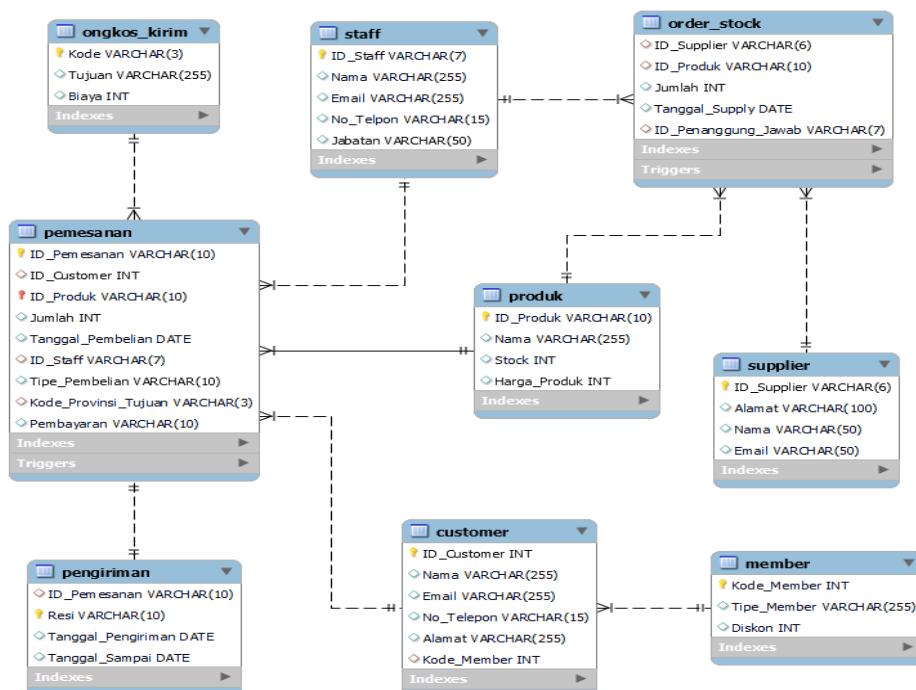 ongkos_kirim
Kode VARCHAR(3)
Tujuan VARCHAR(255)
Biaya INT
Indexes
staff
ID_Staff VARCHAR(7)
Nama VARCHAR(255)
Email VARCHAR(255)
No_Telpon VARCHAR(15)
Jabatan VARCHAR(50)
Indexes
order_stock
ID_Supplier VARCHAR(6)
ID_Produk VARCHAR(10)
Jumlah INT
Tanggal_Supply DATE
ID_Penanggung_Jawab VARCHAR(7)
Indexes
Triggers
pemesanan
ID_Pemesanan VARCHAR(10)
ID_Customer INT
ID_Produk VARCHAR(10)
Jumlah INT
Tanggal_Pembelian DATE
ID_Staff VARCHAR(7)
Tipe_Pembelian VARCHAR(10)
Kode_Provinsi_Tujuan VARCHAR(3)
Pembayaran VARCHAR(10)
Indexes
Triggers
produk
ID_Produk VARCHAR(10)
Nama VARCHAR(255)
Stock INT
Harga_Produk INT
Indexes
supplier
ID_Supplier VARCHAR(6)
Alamat VARCHAR(100)
Nama VARCHAR(50)
Email VARCHAR(50)
Indexes
pengiriman
ID_Pemesanan VARCHAR(10)
Resi VARCHAR(10)
Tanggal_Pengiriman DATE
Tanggal_Sampai DATE
Indexes
customer
ID_Customer INT
Nama VARCHAR(255)
Email VARCHAR(255)
No_Telepon VARCHAR(15)
Alamat VARCHAR(255)
Kode_Member INT
Indexes
member
Kode_Member INT
Tipe_Member VARCHAR(255)
Diskon INT
Indexes